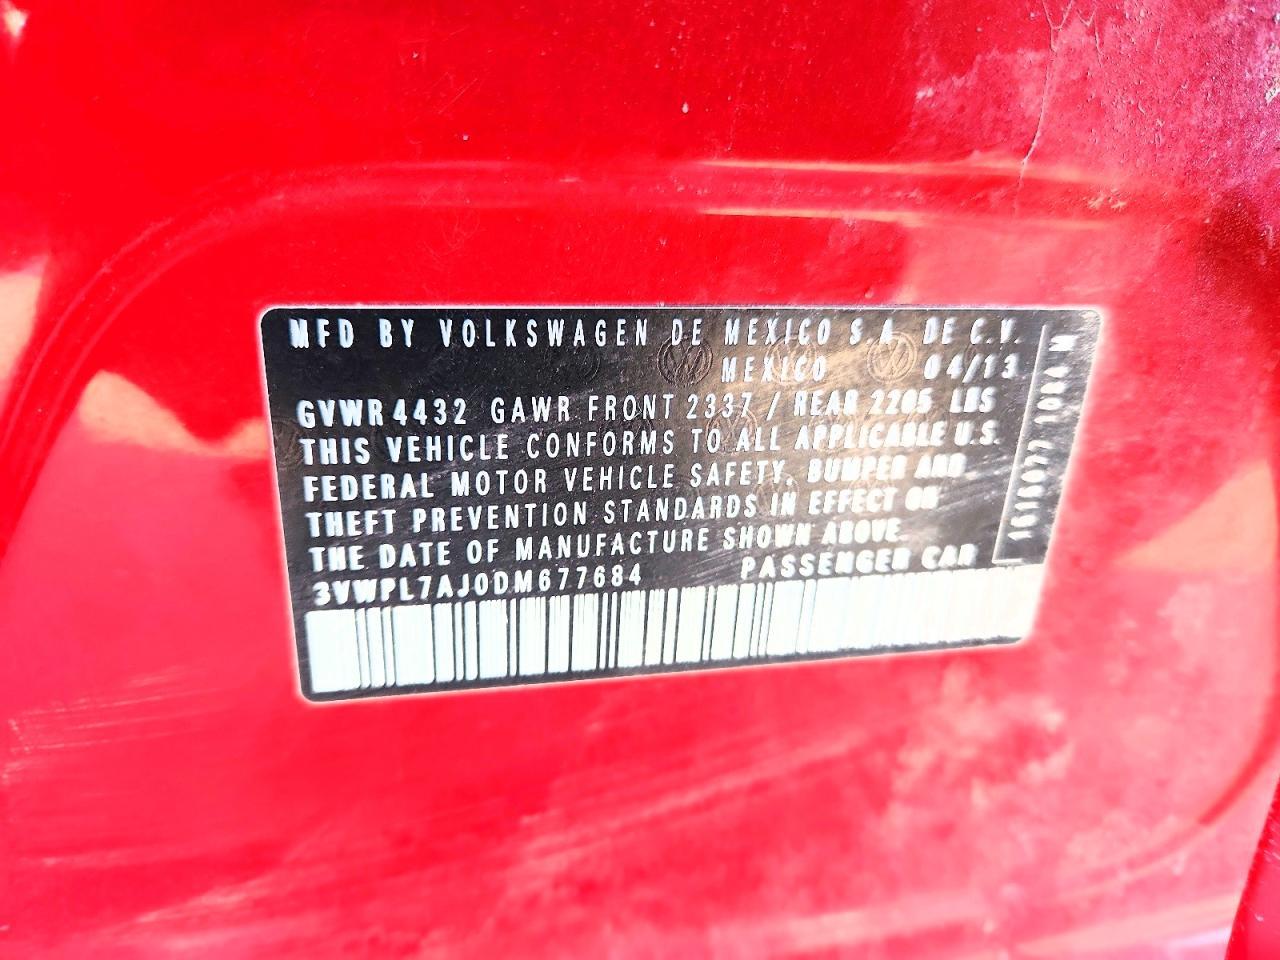 MFD BY VOLKSWAGEN DE MEXICO S.A. DE C.V.
MEXICO 04/13
GVWR 4432 GAWR FRONT 2337 / REAR 2205 LBS
THIS VEHICLE CONFORMS TO ALL APPLICABLE U.S.
FEDERAL MOTOR VEHICLE SAFETY, BUMPER AND
THEFT PREVENTION STANDARDS IN EFFECT ON
THE DATE OF MANUFACTURE SHOWN ABOVE.
3VWPL7AJ0DM677684 PASSENGER CAR